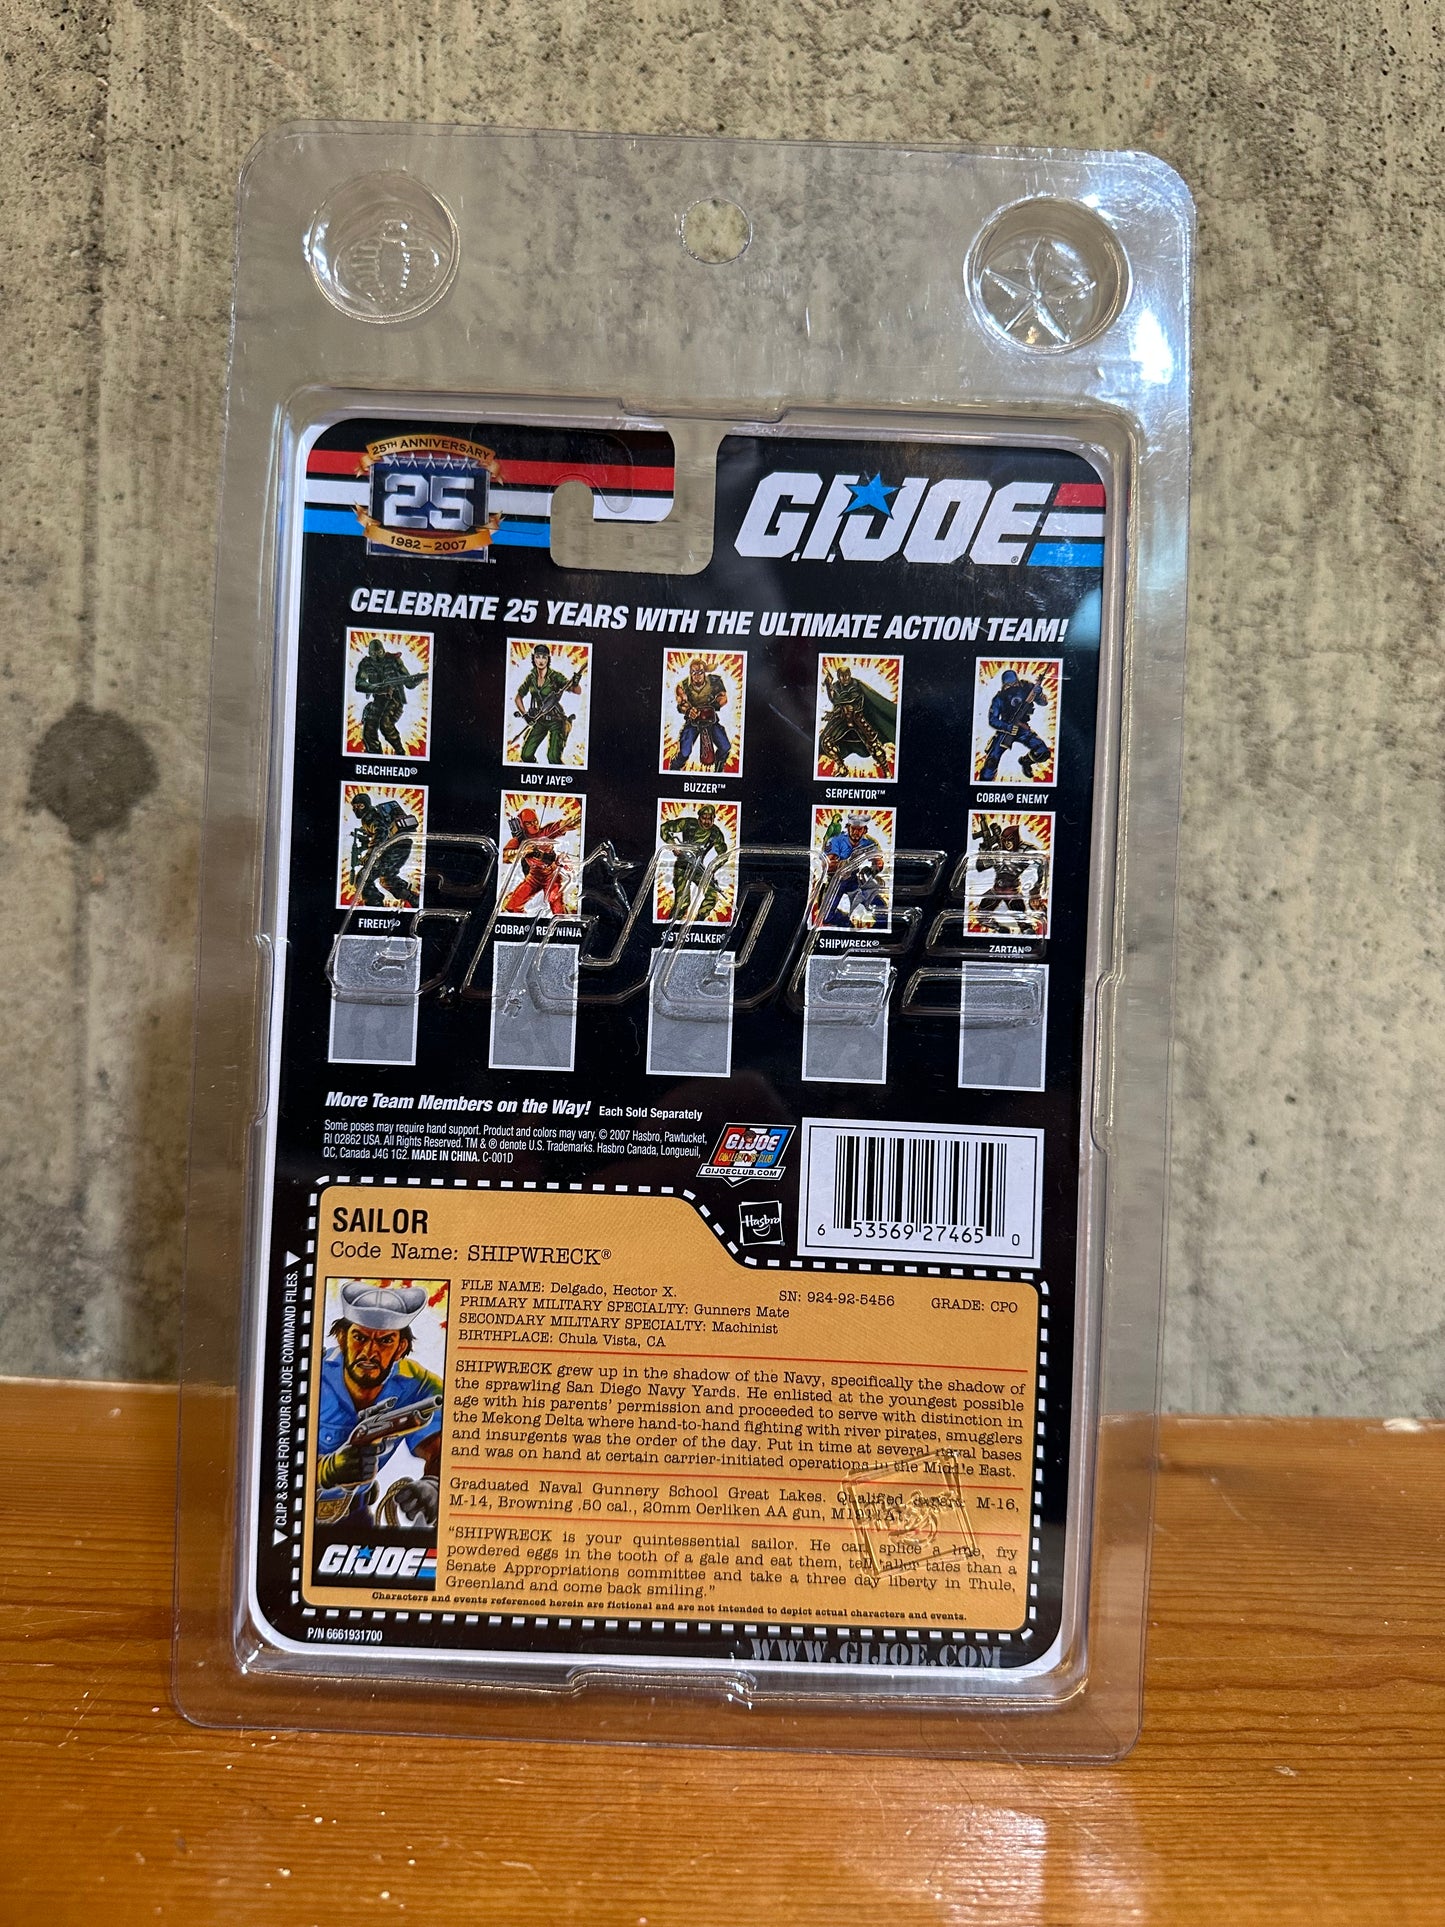 25TH ANNIVERSARY
25
1982-2007
™
G.I.JOE®
CELEBRATE 25 YEARS WITH THE ULTIMATE ACTION TEAM!
BEACHHEAD®
LADY JAYE®
BUZZER™
SERPENTOR™
COBRA® ENEMY
FIREFLY®
COBRA® RED NINJA
SGT. STALKER®
SHIPWRECK®
ZARTAN®
G.I.JOE
More Team Members on the Way! Each Sold Separately
Some poses may require hand support. Product and colors may vary. © 2007 Hasbro, Pawtucket,
RI 02862 USA. All Rights Reserved. TM & ® denote U.S. Trademarks. Hasbro Canada, Longueuil,
QC, Canada J4G 1G2. MADE IN CHINA. C-001D
G.I.JOE
COLLECTORS' CLUB
GIJOECLUB.COM
Hasbro
6 53569 27465 0
CLIP & SAVE FOR YOUR G.I JOE COMMAND FILES.
SAILOR
Code Name: SHIPWRECK®
FILE NAME: Delgado, Hector X.
SN: 924-92-5456
GRADE: CPO
PRIMARY MILITARY SPECIALTY: Gunners Mate
SECONDARY MILITARY SPECIALTY: Machinist
BIRTHPLACE: Chula Vista, CA
SHIPWRECK grew up in the shadow of the Navy, specifically the shadow of
the sprawling San Diego Navy Yards. He enlisted at the youngest possible
age with his parents' permission and proceeded to serve with distinction in
the Mekong Delta where hand-to-hand fighting with river pirates, smugglers
and insurgents was the order of the day. Put in time at several naval bases
and was on hand at certain carrier-initiated operations in the Middle East.
Graduated Naval Gunnery School Great Lakes. Qualified expert: M-16,
M-14, Browning .50 cal., 20mm Oerliken AA gun, M1911A1.
"SHIPWRECK is your quintessential sailor. He can splice a line, fry
powdered eggs in the tooth of a gale and eat them, tell taller tales than a
Senate Appropriations committee and take a three day liberty in Thule,
Greenland and come back smiling."
G.I.JOE
Characters and events referenced herein are fictional and are not intended to depict actual characters and events.
P/N 6661931700
WWW.GIJOE.COM